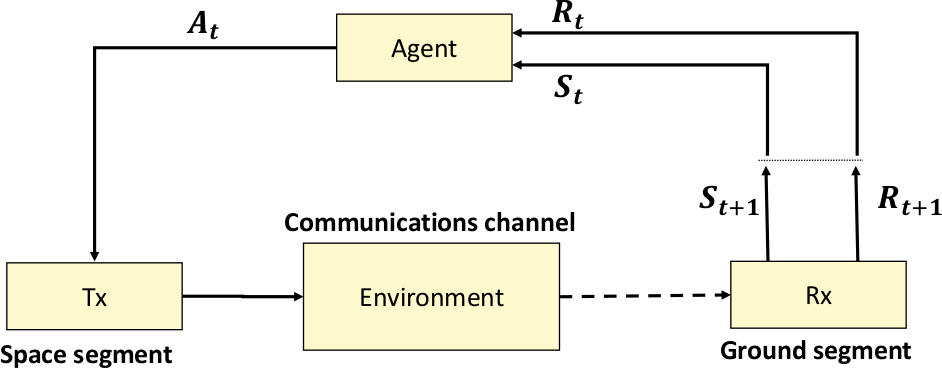 A_t
R_t
Agent
S_t
S_{t+1}
R_{t+1}
Communications channel
Tx
Environment
Rx
Space segment
Ground segment